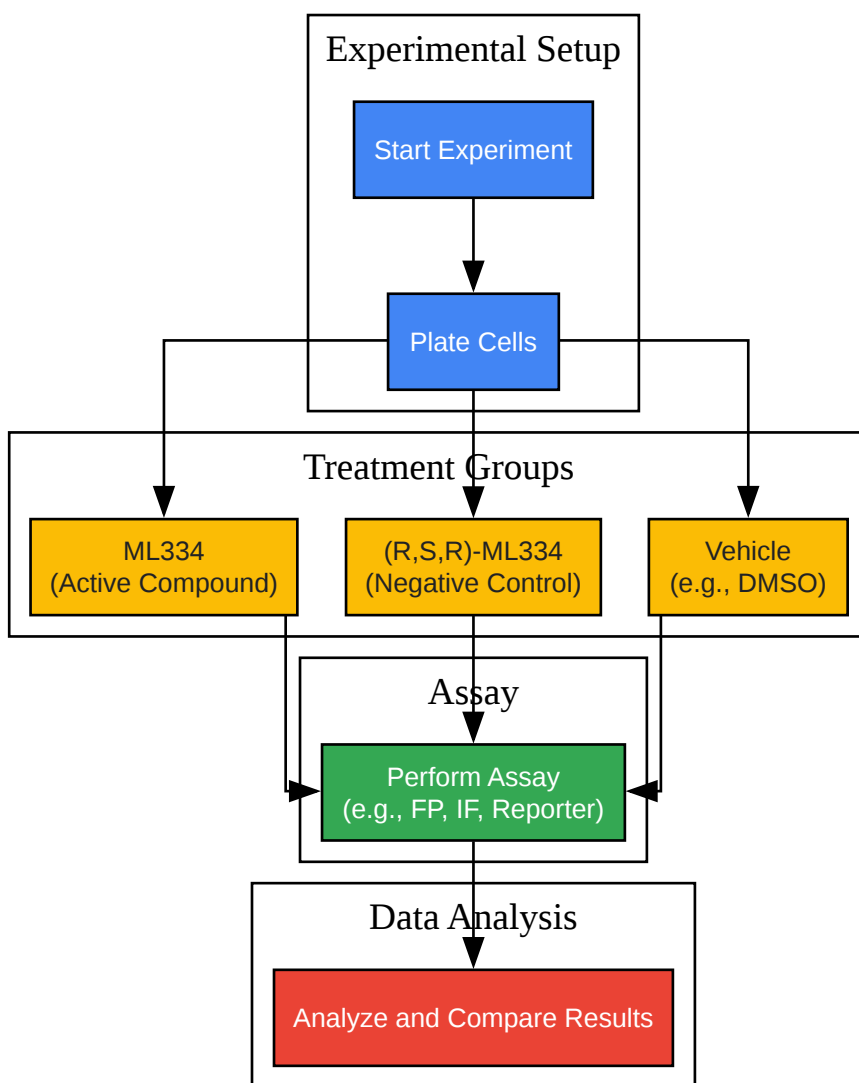 Experimental Setup
Start Experiment
Plate Cells
Treatment Groups
ML334
(Active Compound)
(R,S,R)-ML334
(Negative Control)
Vehicle
(e.g., DMSO)
Assay
Perform Assay
(e.g., FP, IF, Reporter)
Data Analysis
Analyze and Compare Results